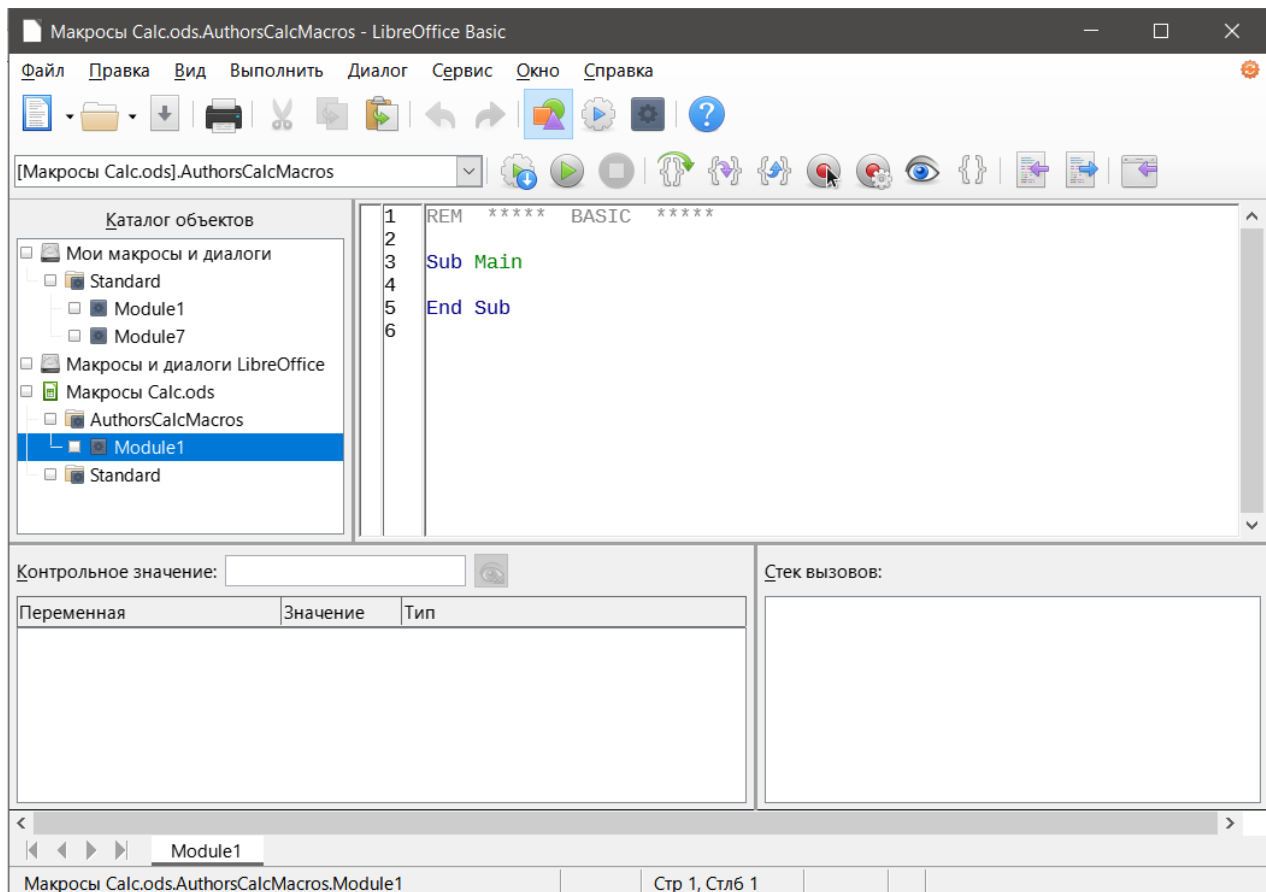 Макросы Calc.ods.AuthorsCalcMacros - LibreOffice Basic
Файл Правка Вид Выполнить Диалог Сервис Окно Справка
[Макросы Calc.ods].AuthorsCalcMacros
Каталог объектов
Мои макросы и диалоги
Standard
Module1
Module7
Макросы и диалоги LibreOffice
Макросы Calc.ods
AuthorsCalcMacros
Module1
Standard
1 REM ***** BASIC *****
2
3 Sub Main
4
5 End Sub
6
Контрольное значение:
Переменная Значение Тип
Стек вызовов:
Module1
Макросы Calc.ods.AuthorsCalcMacros.Module1 Стр 1, Стлб 1